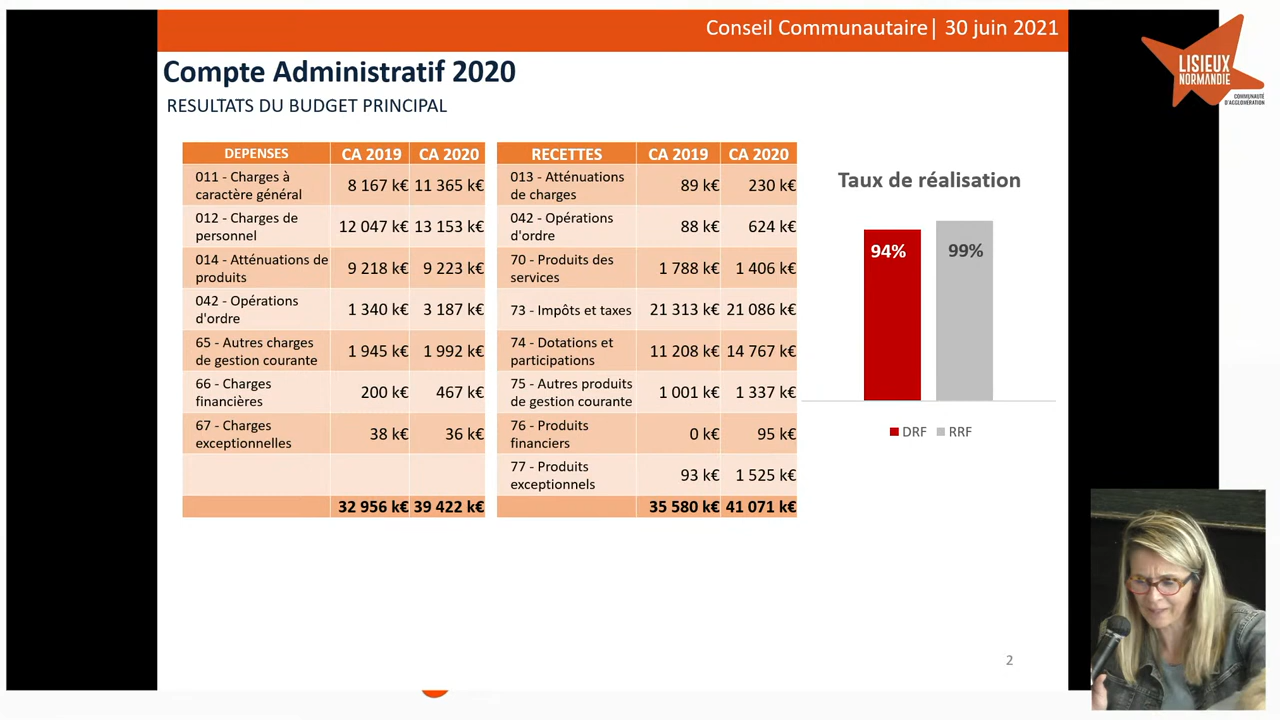 Conseil Communautaire| 30 juin 2021
LISIEUX
NORMANDIE
COMMUNAUTÉ
D'AGGLOMÉRATION
Compte Administratif 2020
RESULTATS DU BUDGET PRINCIPAL
DEPENSES CA 2019 CA 2020
011 - Charges à
caractère général 8 167 k€ 11 365 k€
012 - Charges de
personnel 12 047 k€ 13 153 k€
014 - Atténuations de
produits 9 218 k€ 9 223 k€
042 - Opérations
d'ordre 1 340 k€ 3 187 k€
65 - Autres charges
de gestion courante 1 945 k€ 1 992 k€
66 - Charges
financières 200 k€ 467 k€
67 - Charges
exceptionnelles 38 k€ 36 k€
32 956 k€ 39 422 k€
RECETTES CA 2019 CA 2020
013 - Atténuations
de charges 89 k€ 230 k€
042 - Opérations
d'ordre 88 k€ 624 k€
70 - Produits des
services 1 788 k€ 1 406 k€
73 - Impôts et taxes 21 313 k€ 21 086 k€
74 - Dotations et
participations 11 208 k€ 14 767 k€
75 - Autres produits
de gestion courante 1 001 k€ 1 337 k€
76 - Produits
financiers 0 k€ 95 k€
77 - Produits
exceptionnels 93 k€ 1 525 k€
35 580 k€ 41 071 k€
Taux de réalisation
94% 99%
DRF RRF
2